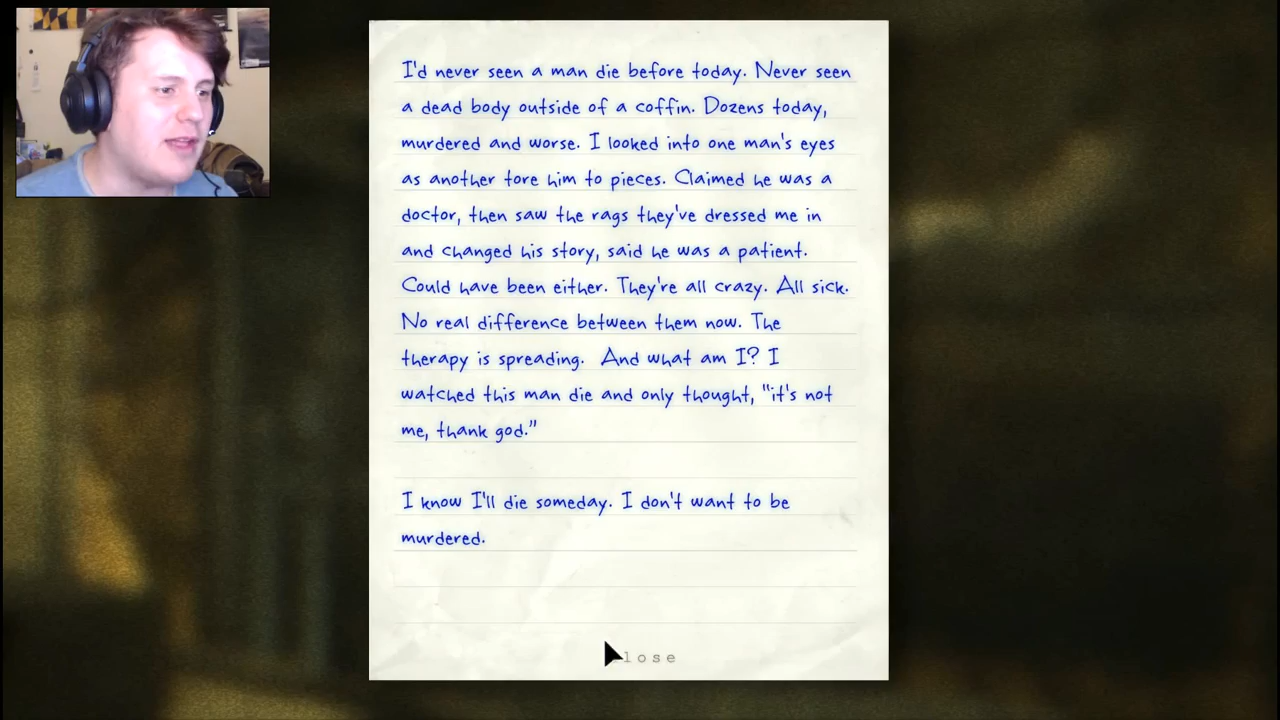 I'd never seen a man die before today. Never seen
a dead body outside of a coffin. Dozens today,
murdered and worse. I looked into one man's eyes
as another tore him to pieces. Claimed he was a
doctor, then saw the rags they've dressed me in
and changed his story, said he was a patient.
Could have been either. They're all crazy. All sick.
No real difference between them now. The
therapy is spreading.  And what am I? I
watched this man die and only thought, "it's not
me, thank god."
I know I'll die someday. I don't want to be
murdered.
lose